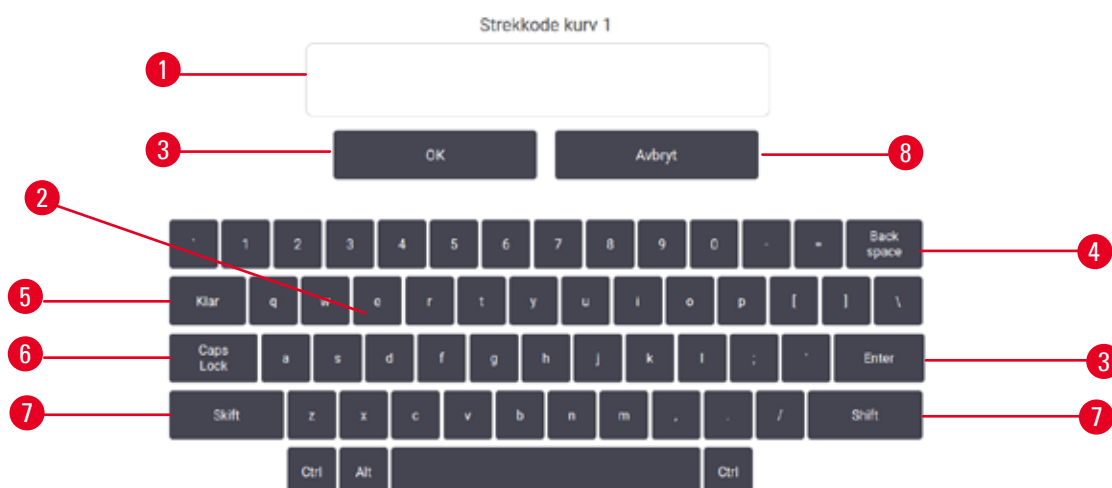 Strekkode kurv 1
1
3 OK Avbryt 8
2
` 1 2 3 4 5 6 7 8 9 0 - = Back space 4
5 Klar q w e r t y u i o p [ ] \
6 Caps Lock a s d f g h j k l ; ' Enter 3
7 Skift z x c v b n m , . / Shift 7
Ctrl Alt Ctrl